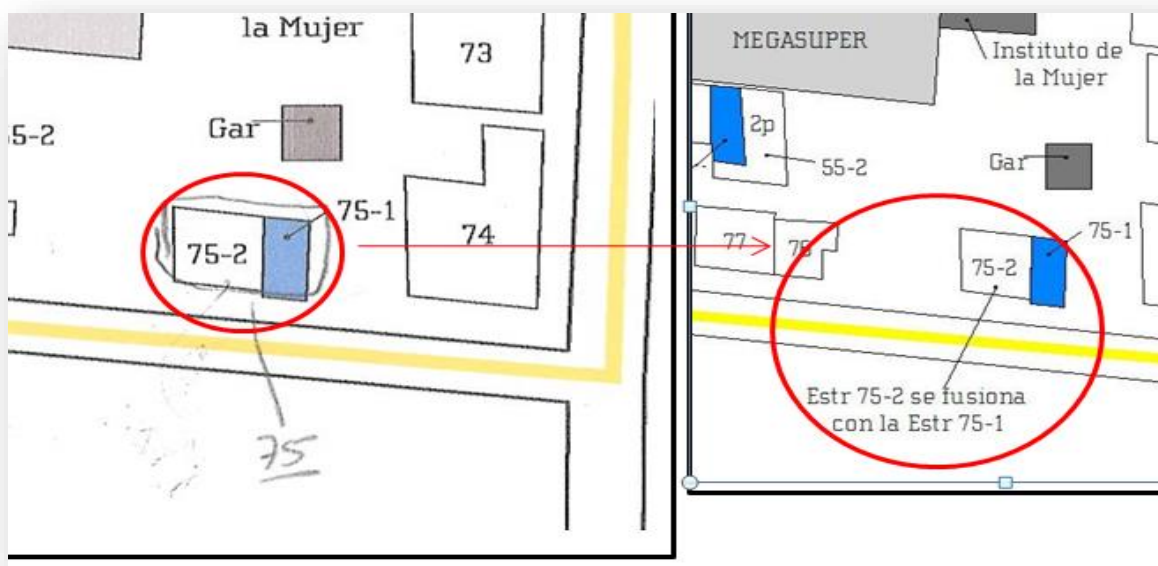 la Mujer
73
5-2
Gar
75-1
75-2
74
75
MEGASUPER
Instituto de
la Mujer
2p
55-2
Gar
77
75-1
75-2
Estr 75-2 se fusiona
con la Estr 75-1